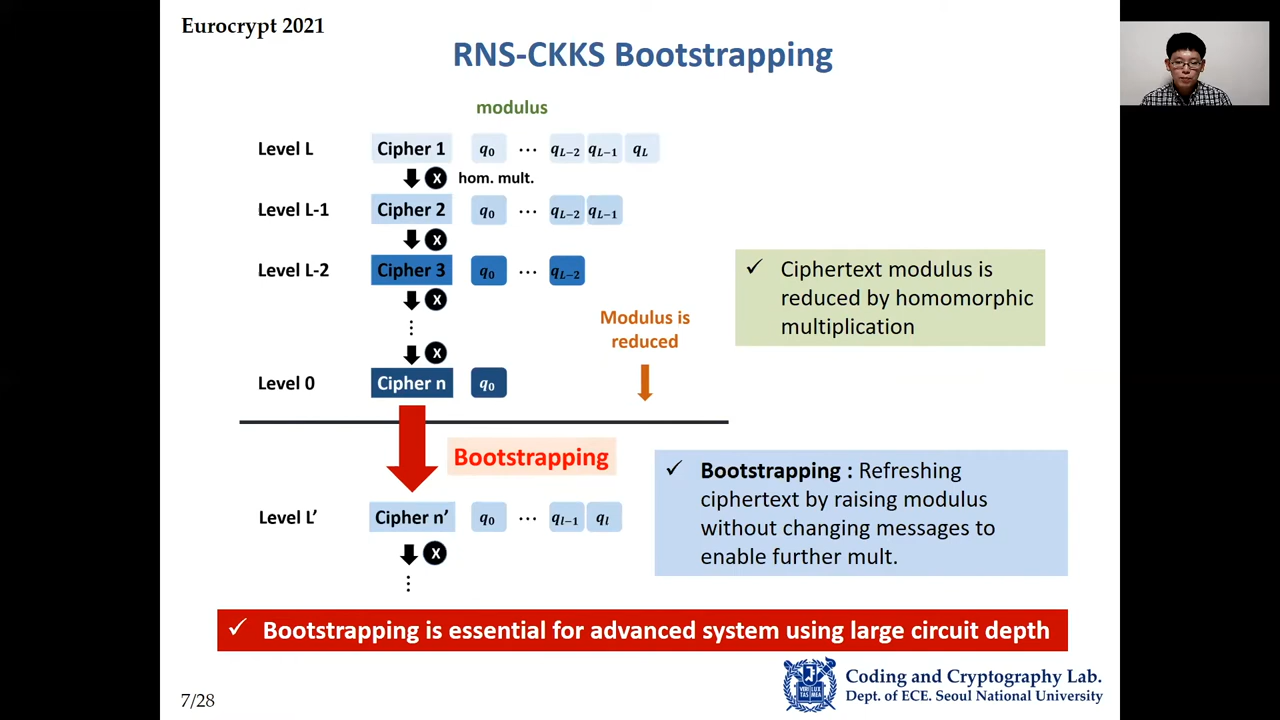 Eurocrypt 2021
RNS-CKKS Bootstrapping
modulus
Level L Cipher 1 q0 ⋯ qL−2 qL−1 qL
X hom. mult.
Level L-1 Cipher 2 q0 ⋯ qL−2 qL−1
X
Level L-2 Cipher 3 q0 ⋯ qL−2
X
⋮
X
Level 0 Cipher n q0
Modulus is
reduced
✓ Ciphertext modulus is
reduced by homomorphic
multiplication
Bootstrapping
Level L’ Cipher n’ q0 ⋯ ql−1 ql
X
⋮
✓ Bootstrapping : Refreshing
ciphertext by raising modulus
without changing messages to
enable further mult.
✓ Bootstrapping is essential for advanced system using large circuit depth
Coding and Cryptography Lab.
Dept. of ECE. Seoul National University
7/28